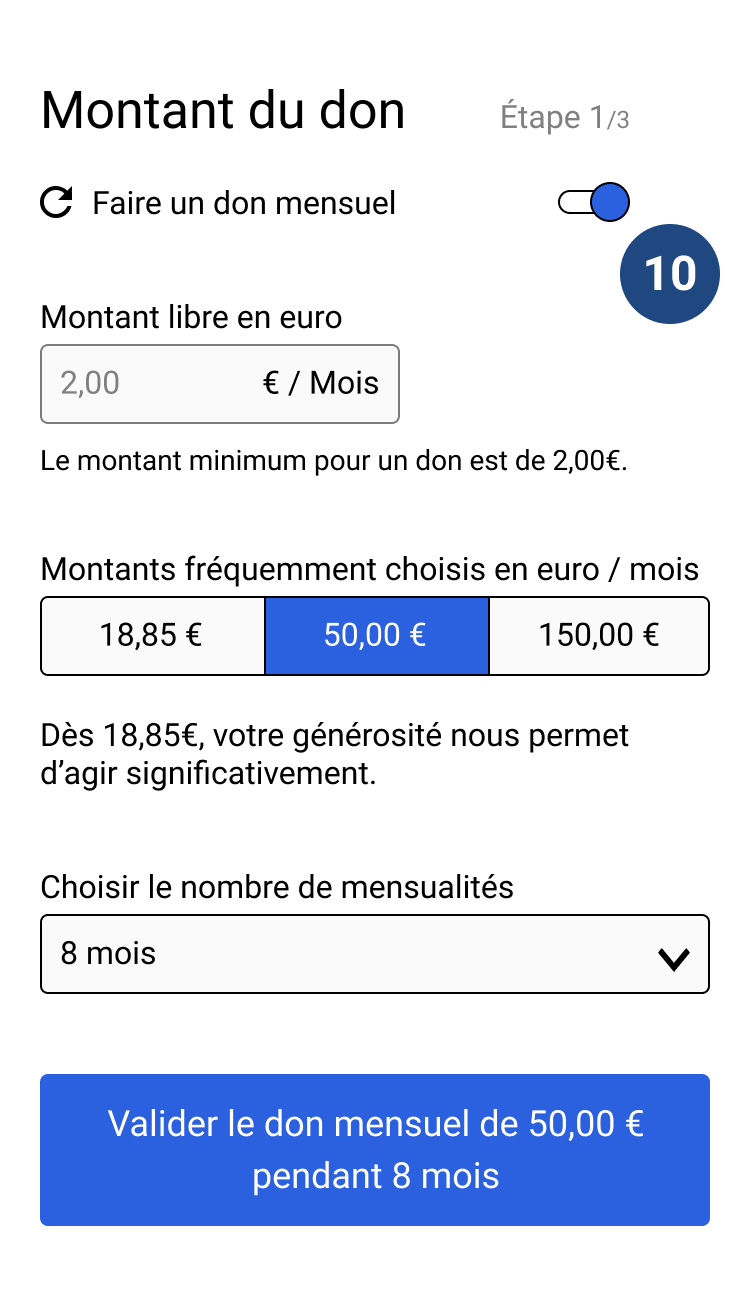 Montant du don
Étape 1/3
Faire un don mensuel
10
Montant libre en euro
2,00 € / Mois
Le montant minimum pour un don est de 2,00€.
Montants fréquemment choisis en euro / mois
18,85 € 50,00 € 150,00 €
Dès 18,85€, votre générosité nous permet
d’agir significativement.
Choisir le nombre de mensualités
8 mois
Valider le don mensuel de 50,00 €
pendant 8 mois